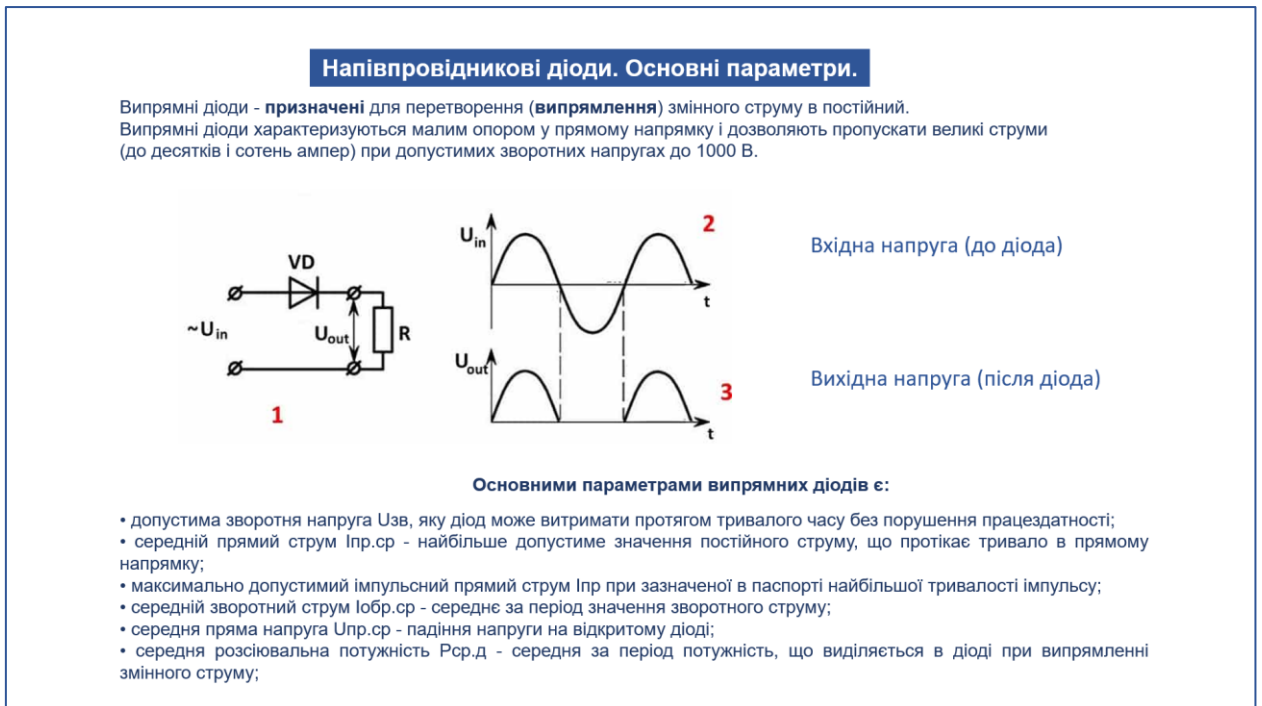 Напівпровідникові діоди. Основні параметри.
Випрямні діоди - призначені для перетворення (випрямлення) змінного струму в постійний.
Випрямні діоди характеризуються малим опором у прямому напрямку і дозволяють пропускати великі струми
(до десятків і сотень ампер) при допустимих зворотних напругах до 1000 В.
VD
~Uin
Uout
R
1
Uin
2
t
Вхідна напруга (до діода)
Uout
3
t
Вихідна напруга (після діода)
Основними параметрами випрямних діодів є:
• допустима зворотня напруга Uзв, яку діод може витримати протягом тривалого часу без порушення працездатності;
• середній прямий струм Іпр.ср - найбільше допустиме значення постійного струму, що протікає тривало в прямому
напрямку;
• максимально допустимий імпульсний прямий струм Іпр при зазначеної в паспорті найбільшої тривалості імпульсу;
• середній зворотний струм Іобр.ср - середнє за період значення зворотного струму;
• середня пряма напруга Uпр.ср - падіння напруги на відкритому діоді;
• середня розсіювальна потужність Рср.д - середня за період потужність, що виділяється в діоді при випрямленні
змінного струму;